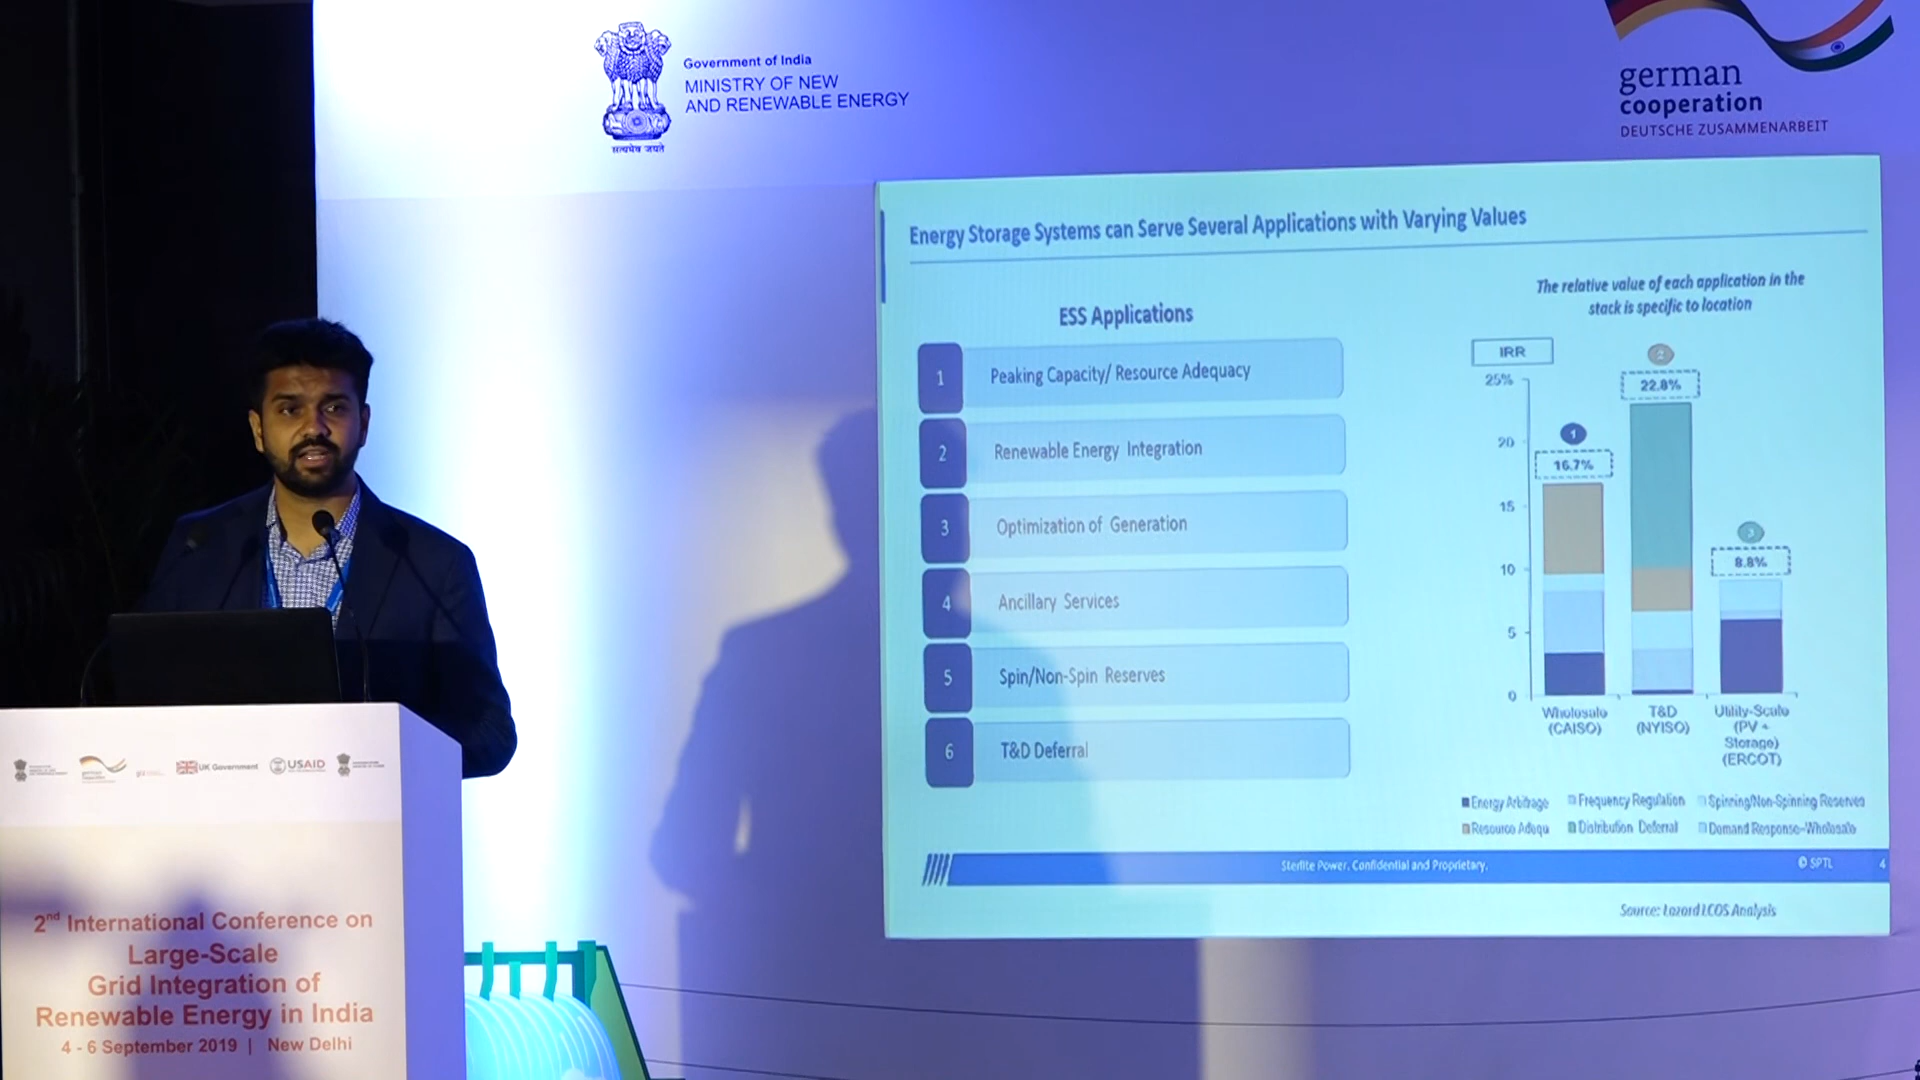 Government of India
MINISTRY OF NEW
AND RENEWABLE ENERGY
सत्यमेव जयते
german
cooperation
DEUTSCHE ZUSAMMENARBEIT
Energy Storage Systems can Serve Several Applications with Varying Values
The relative value of each application in the
stack is specific to location
ESS Applications
1 Peaking Capacity/ Resource Adequacy
2 Renewable Energy Integration
3 Optimization of Generation
4 Ancillary Services
5 Spin/Non-Spin Reserves
6 T&D Deferral
IRR
25%
20
15
10
5
0
1
16.7%
2
22.8%
3
8.8%
Wholesale
(CAISO)
T&D
(NYISO)
Utility-Scale
(PV +
Storage)
(ERCOT)
Energy Arbitrage Frequency Regulation Spinning/Non-Spinning Reserves
Resource Adequ Distribution Deferral Demand Response-Wholesale
Sterlite Power. Confidential and Proprietary.
© SPTL 4
Source: Lazard LCOS Analysis
UK Government
USAID
2nd International Conference on
Large-Scale
Grid Integration of
Renewable Energy in India
4 - 6 September 2019 | New Delhi